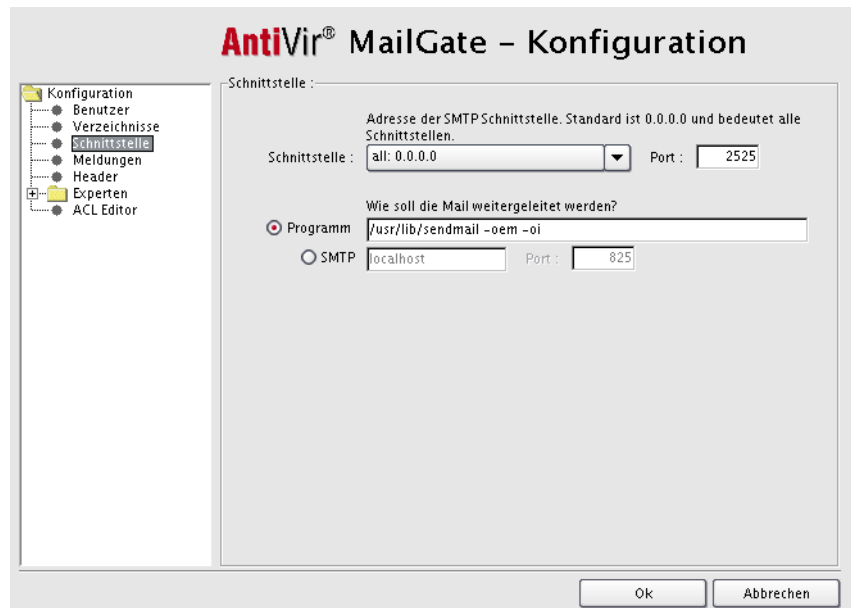 AntiVir® MailGate – Konfiguration
Konfiguration
Benutzer
Verzeichnisse
Schnittstelle
Meldungen
Header
Experten
ACL Editor
Schnittstelle :
Adresse der SMTP Schnittstelle. Standard ist 0.0.0.0 und bedeutet alle
Schnittstellen.
Schnittstelle : all: 0.0.0.0 Port : 2525
Wie soll die Mail weitergeleitet werden?
Programm /usr/lib/sendmail -oem -oi
SMTP localhost Port : 825
Ok Abbrechen